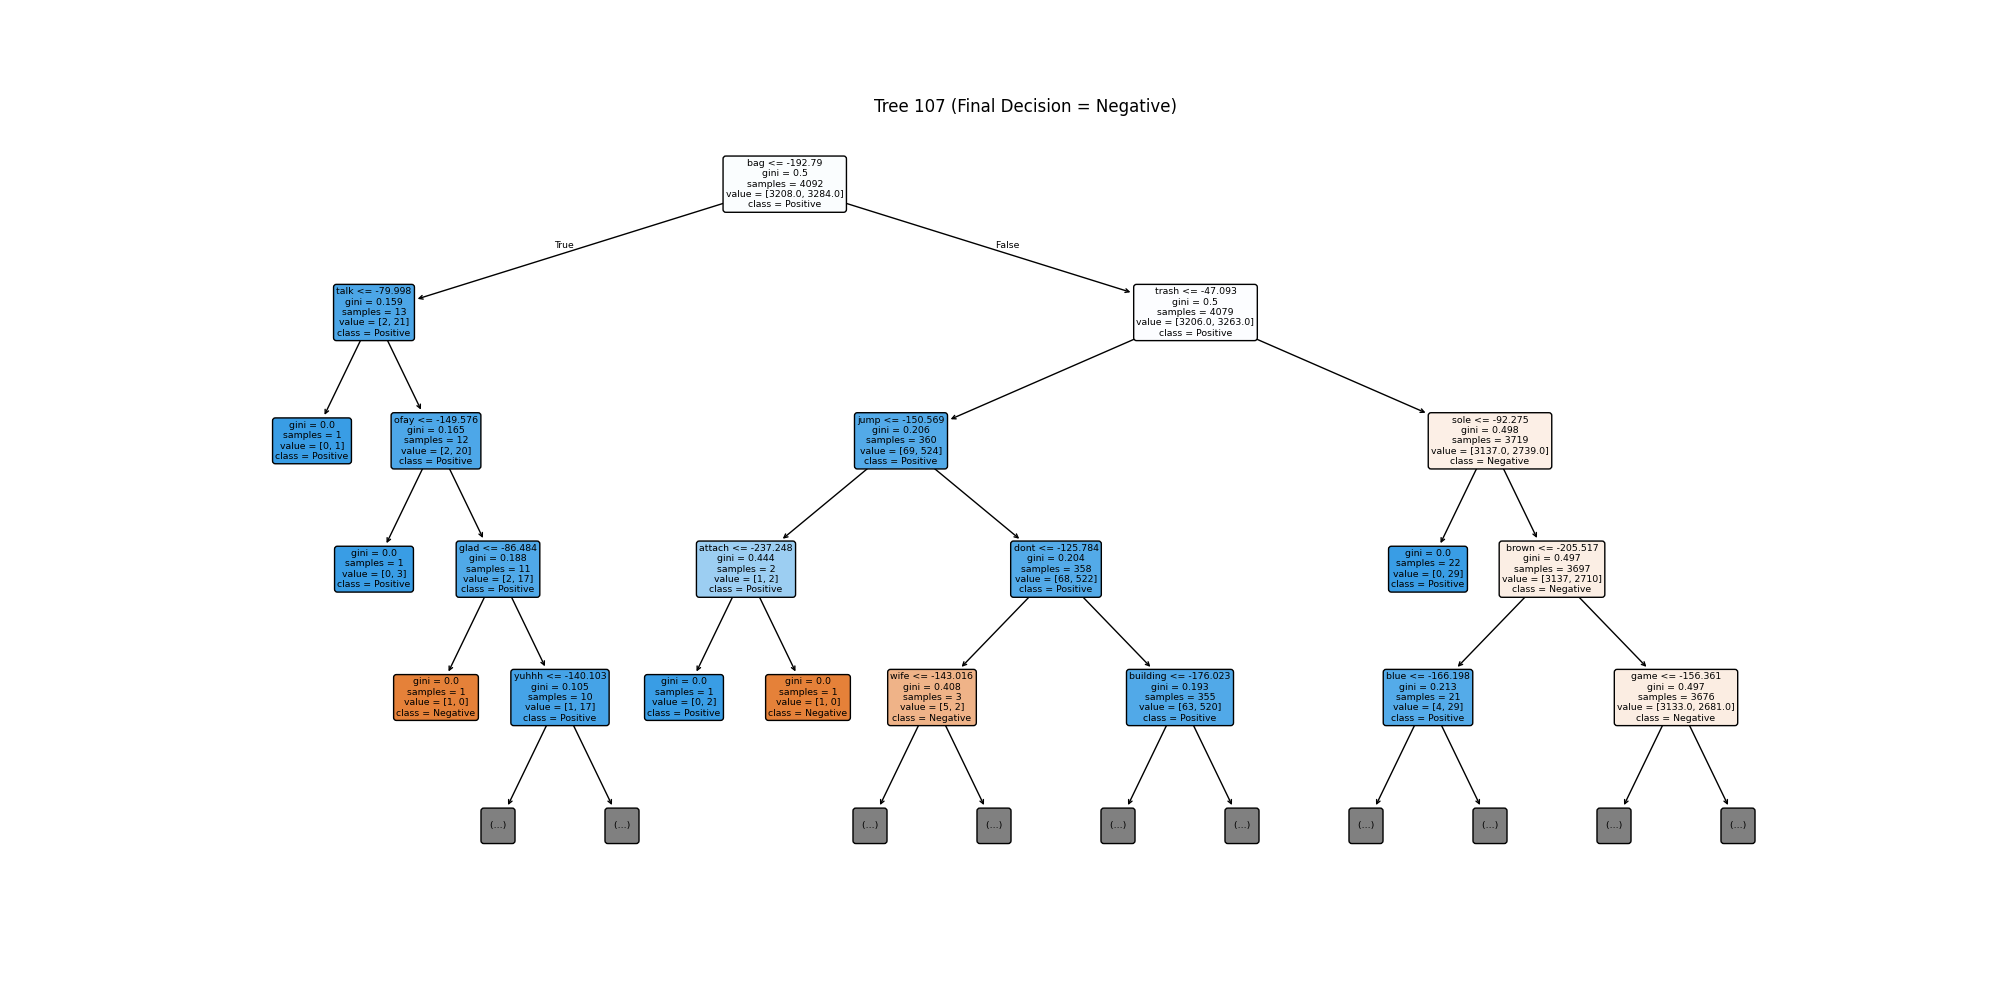 Tree 107 (Final Decision = Negative)
bag <= -192.79
gini = 0.5
samples = 4092
value = [3208.0, 3284.0]
class = Positive
True
False
talk <= -79.998
gini = 0.159
samples = 13
value = [2, 21]
class = Positive
trash <= -47.093
gini = 0.5
samples = 4079
value = [3206.0, 3263.0]
class = Positive
gini = 0.0
samples = 1
value = [0, 1]
class = Positive
ofay <= -149.576
gini = 0.165
samples = 12
value = [2, 20]
class = Positive
jump <= -150.569
gini = 0.206
samples = 360
value = [69, 524]
class = Positive
sole <= -92.275
gini = 0.498
samples = 3719
value = [3137.0, 2739.0]
class = Negative
gini = 0.0
samples = 1
value = [0, 3]
class = Positive
glad <= -86.484
gini = 0.188
samples = 11
value = [2, 17]
class = Positive
attach <= -237.248
gini = 0.444
samples = 2
value = [1, 2]
class = Positive
dont <= -125.784
gini = 0.204
samples = 358
value = [68, 522]
class = Positive
gini = 0.0
samples = 22
value = [0, 29]
class = Positive
brown <= -205.517
gini = 0.497
samples = 3697
value = [3137, 2710]
class = Negative
gini = 0.0
samples = 1
value = [1, 0]
class = Negative
yuhhh <= -140.103
gini = 0.105
samples = 10
value = [1, 17]
class = Positive
gini = 0.0
samples = 1
value = [0, 2]
class = Positive
gini = 0.0
samples = 1
value = [1, 0]
class = Negative
wife <= -143.016
gini = 0.408
samples = 3
value = [5, 2]
class = Negative
building <= -176.023
gini = 0.193
samples = 355
value = [63, 520]
class = Positive
blue <= -166.198
gini = 0.213
samples = 21
value = [4, 29]
class = Positive
game <= -156.361
gini = 0.497
samples = 3676
value = [3133.0, 2681.0]
class = Negative
(...)
(...)
(...)
(...)
(...)
(...)
(...)
(...)
(...)
(...)